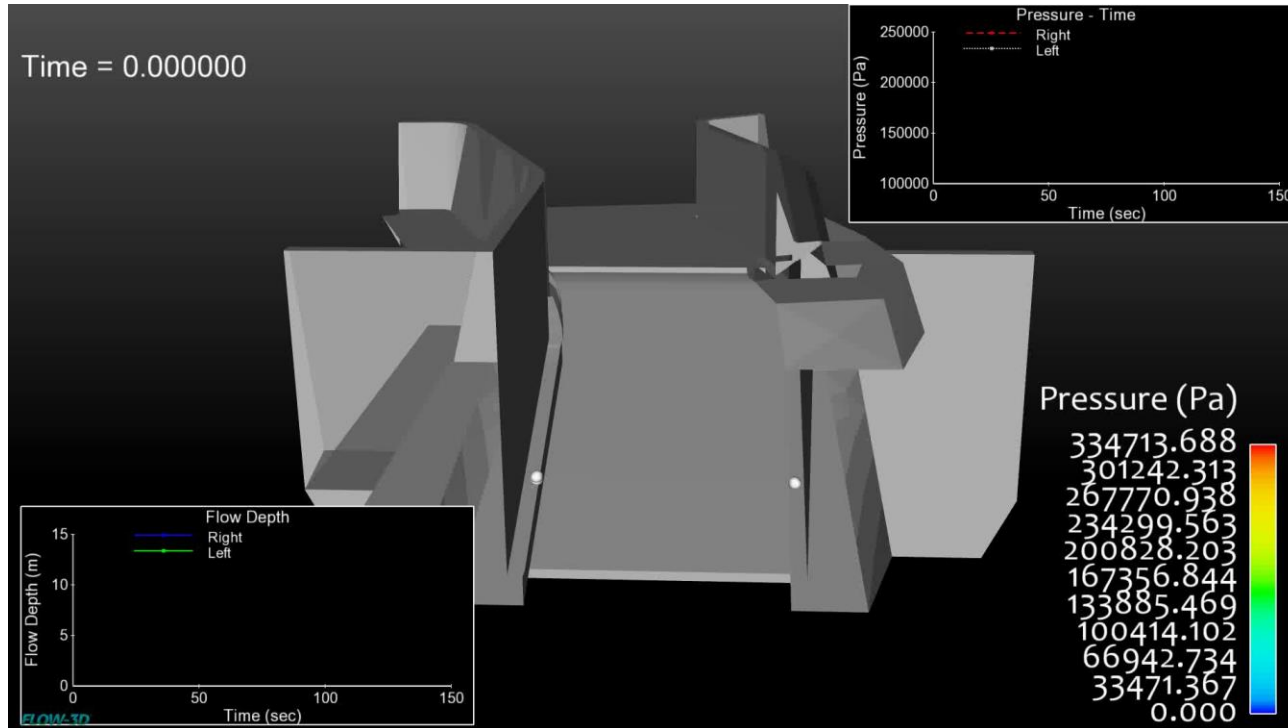 Time = 0.000000
Pressure - Time
Right
Left
250000
200000
150000
100000
Pressure (Pa)
0
50
100
150
Time (sec)
Pressure (Pa)
334713.688
301242.313
267770.938
234299.563
200828.203
167356.844
133885.469
100414.102
66942.734
33471.367
0.000
Flow Depth
Right
Left
15
10
5
0
Flow Depth (m)
0
50
100
150
Time (sec)
FLOW-3D